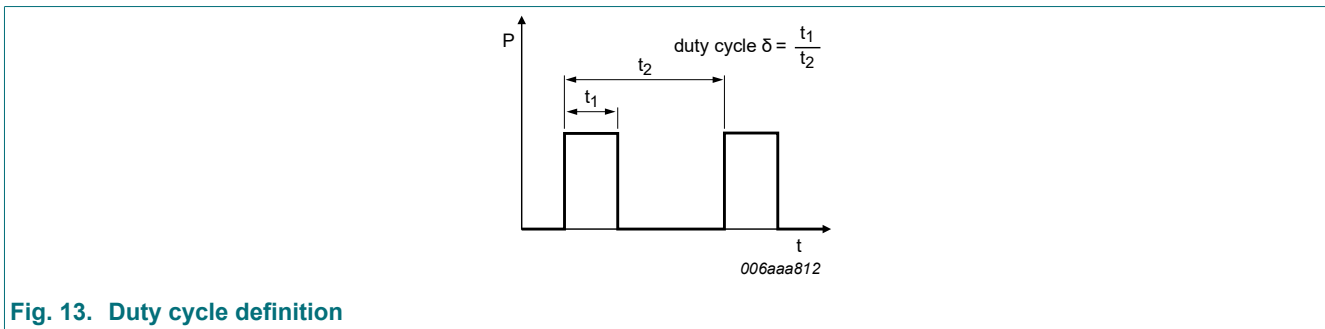 P
duty cycle δ = t1
t2
t2
t1
t
006aaa812
Fig. 13. Duty cycle definition